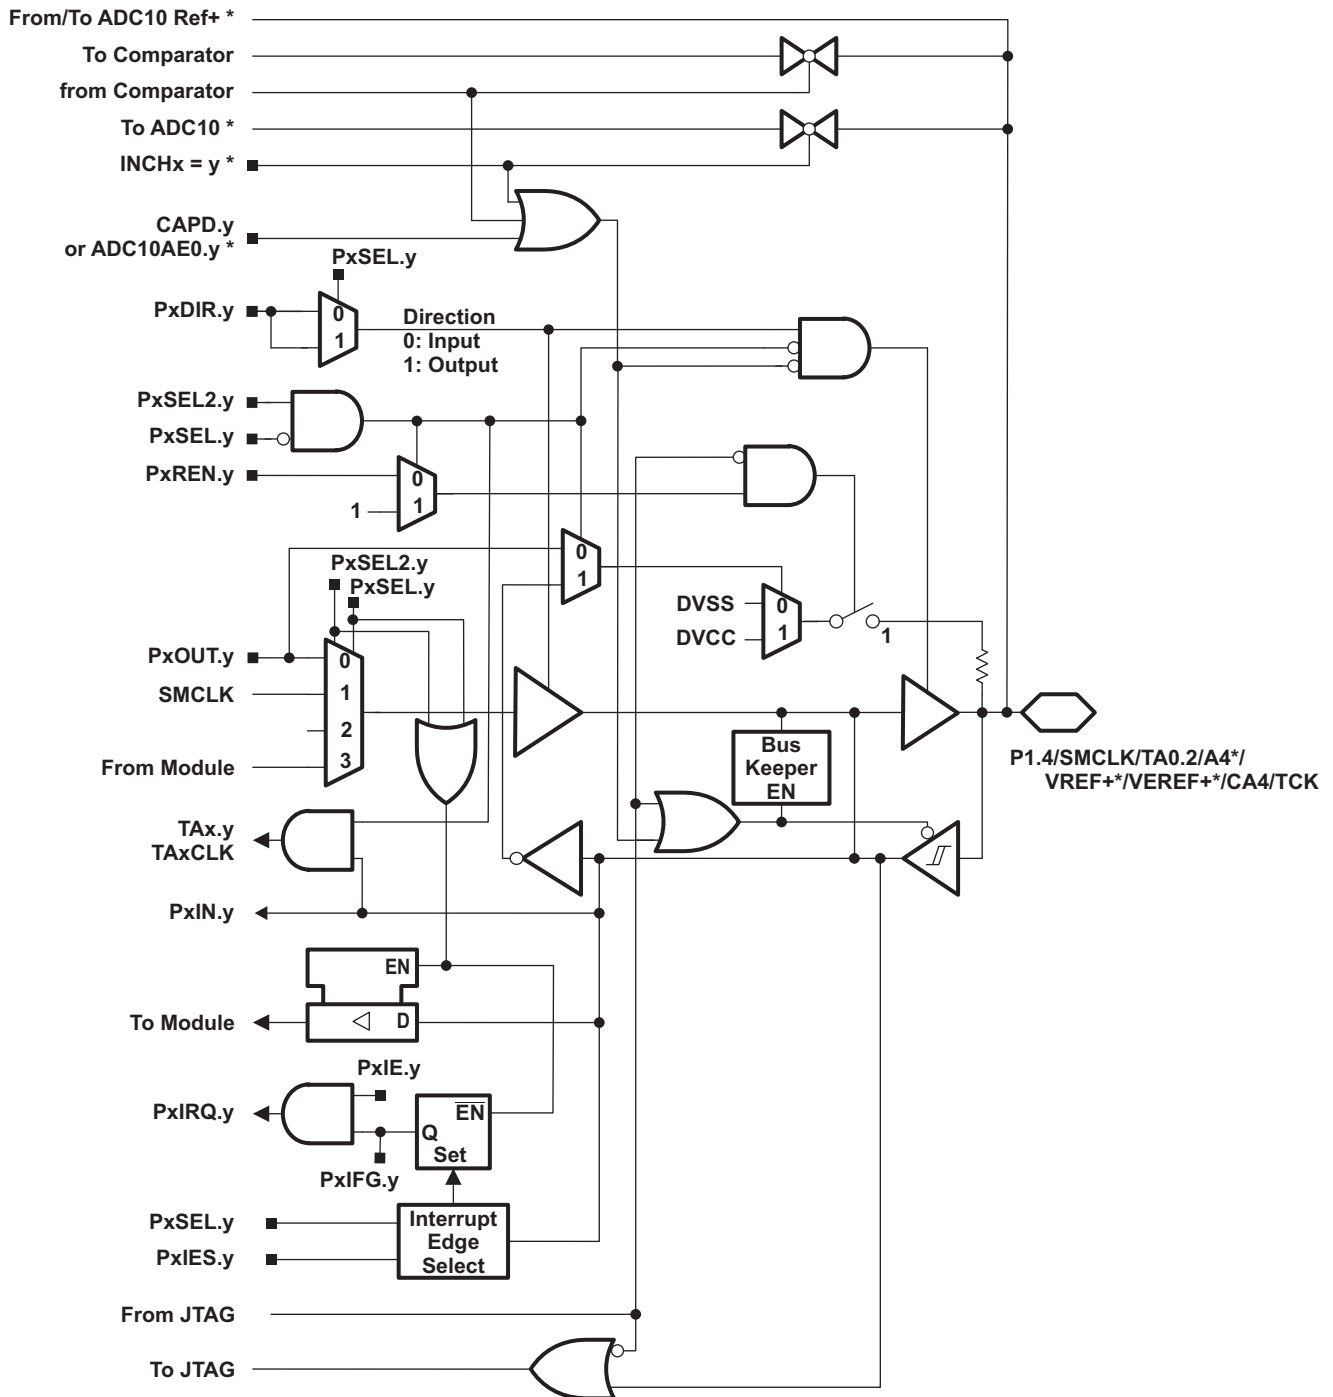 From/To ADC10 Ref+ *
To Comparator
from Comparator
To ADC10 *
INCHx = y *
CAPD.y
or ADC10AE0.y *
PxSEL.y
PxDIR.y
0
1
Direction
0: Input
1: Output
PxSEL2.y
PxSEL.y
PxREN.y
0
1
1
0
1
PxSEL2.y
PxSEL.y
DVSS
DVCC
0
1
1
PxOUT.y
SMCLK
From Module
0
1
2
3
Bus
Keeper
EN
P1.4/SMCLK/TA0.2/A4*/
VREF+*/VEREF+*/CA4/TCK
TAx.y
TAxCLK
PxIN.y
EN
D
To Module
PxIE.y
PxIRQ.y
EN
Q
Set
PxIFG.y
PxSEL.y
PxIES.y
Interrupt
Edge
Select
From JTAG
To JTAG